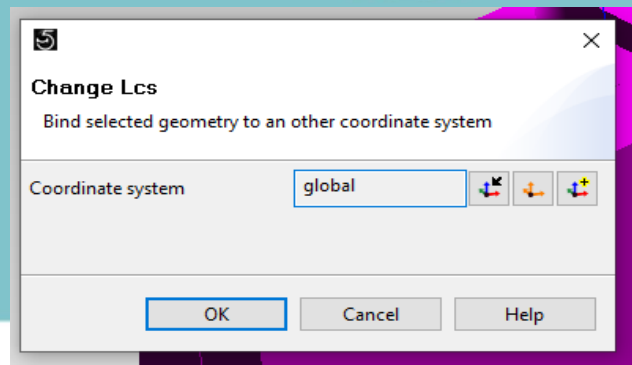 Change Lcs
Bind selected geometry to an other coordinate system
Coordinate system global
OK Cancel Help